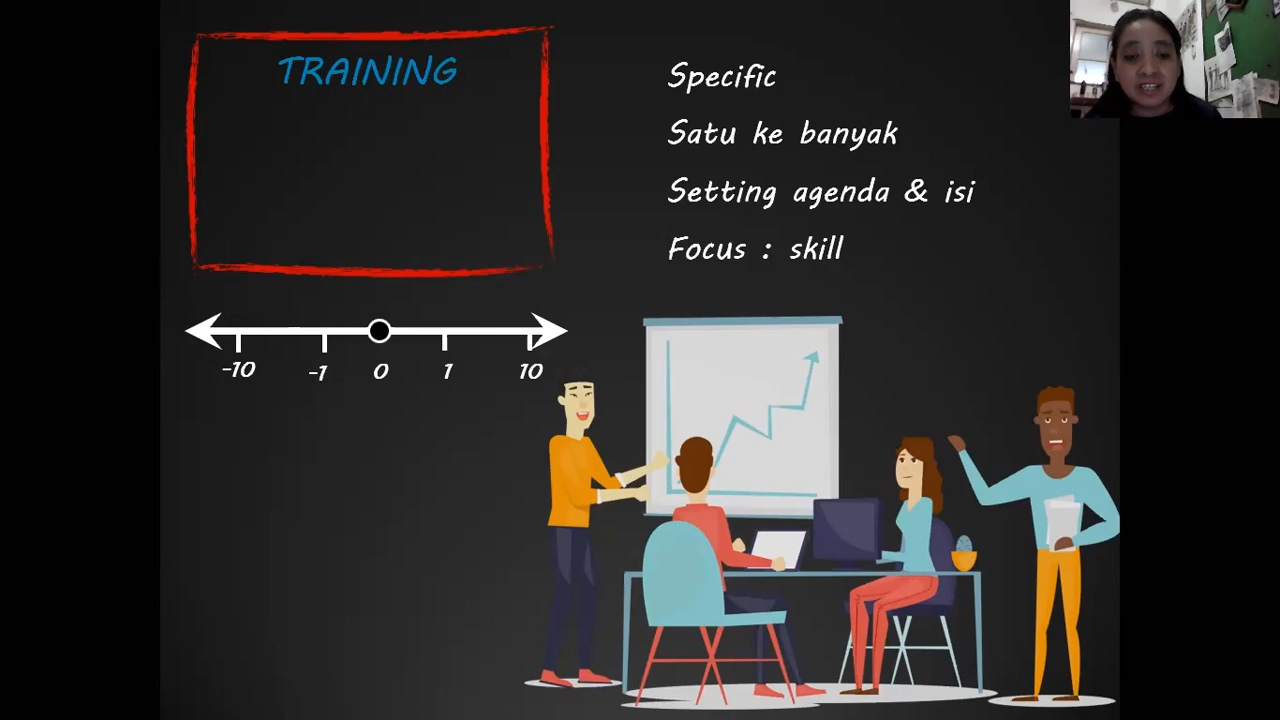 TRAINING
Specific
Satu ke banyak
Setting agenda & isi
Focus : skill
-10 -1 0 1 10